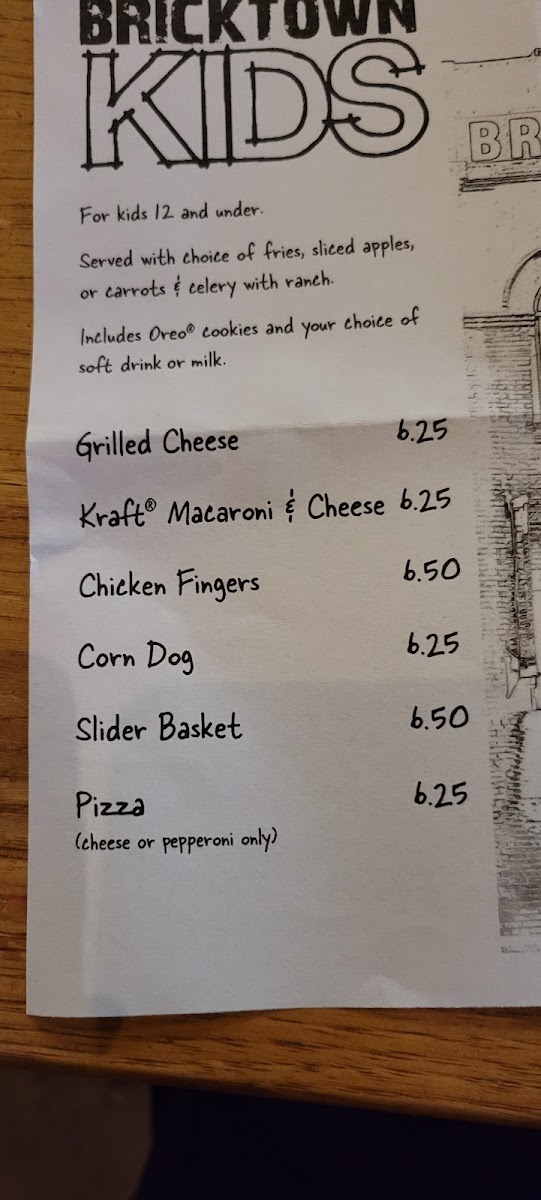 BRICKTOWN
KIDS
BR
For kids 12 and under.
Served with choice of fries, sliced apples,
or carrots & celery with ranch.
Includes Oreo® cookies and your choice of
soft drink or milk.
Grilled Cheese 6.25
Kraft® Macaroni & Cheese 6.25
Chicken Fingers 6.50
Corn Dog 6.25
Slider Basket 6.50
Pizza 6.25
(cheese or pepperoni only)